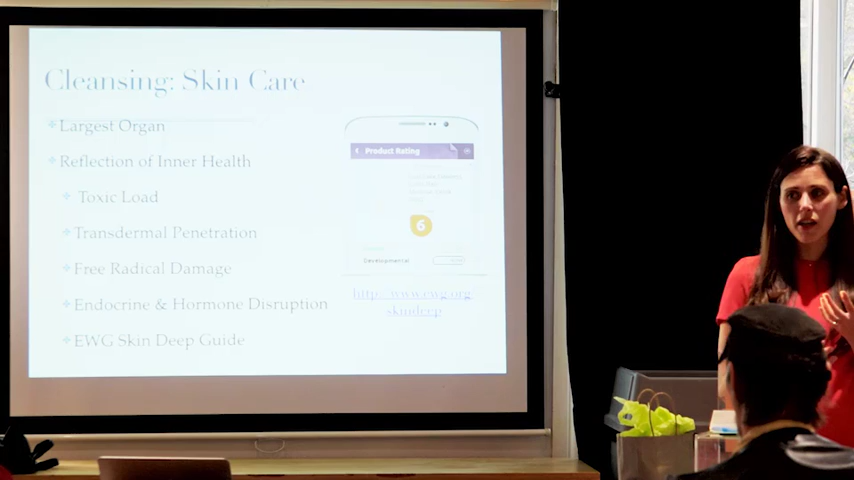 Cleansing: Skin Care
Largest Organ
Reflection of Inner Health
Toxic Load
Transdermal Penetration
Free Radical Damage
Endocrine & Hormone Disruption
EWG Skin Deep Guide
Product Rating
6
Developmental
http://www.ewg.org/
skindeep